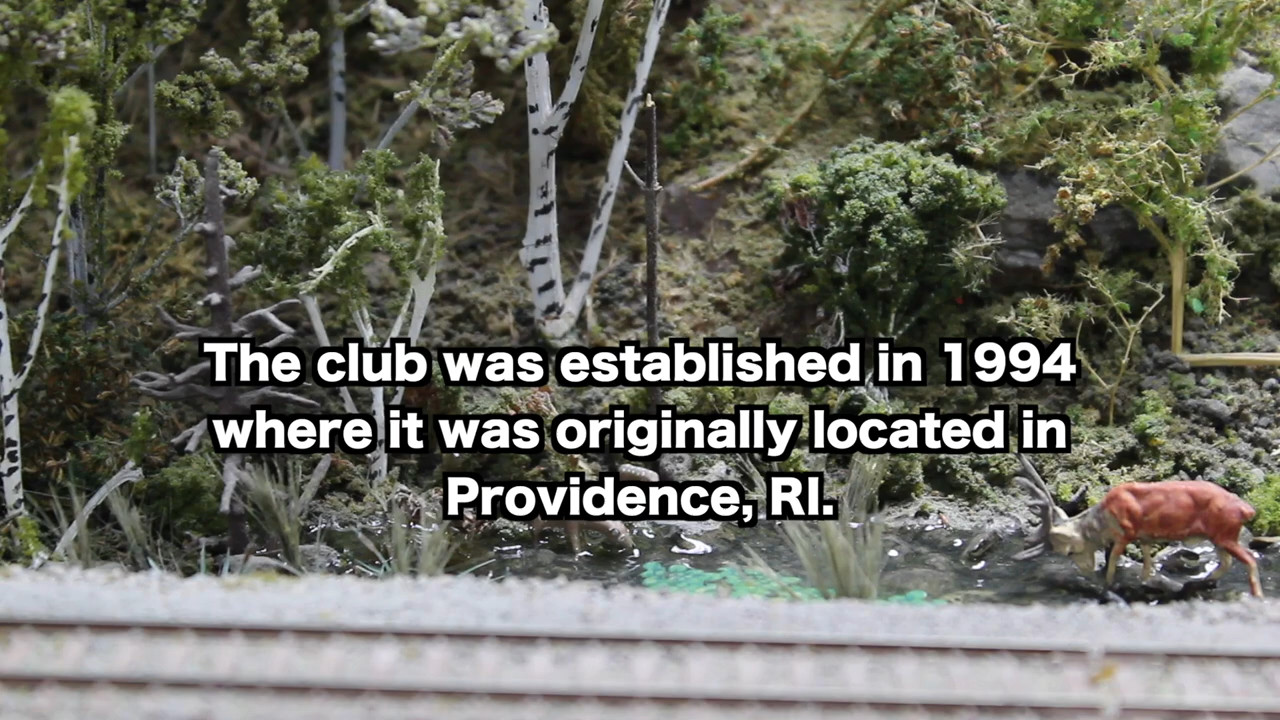 The club was established in 1994
where it was originally located in
Providence, RI.